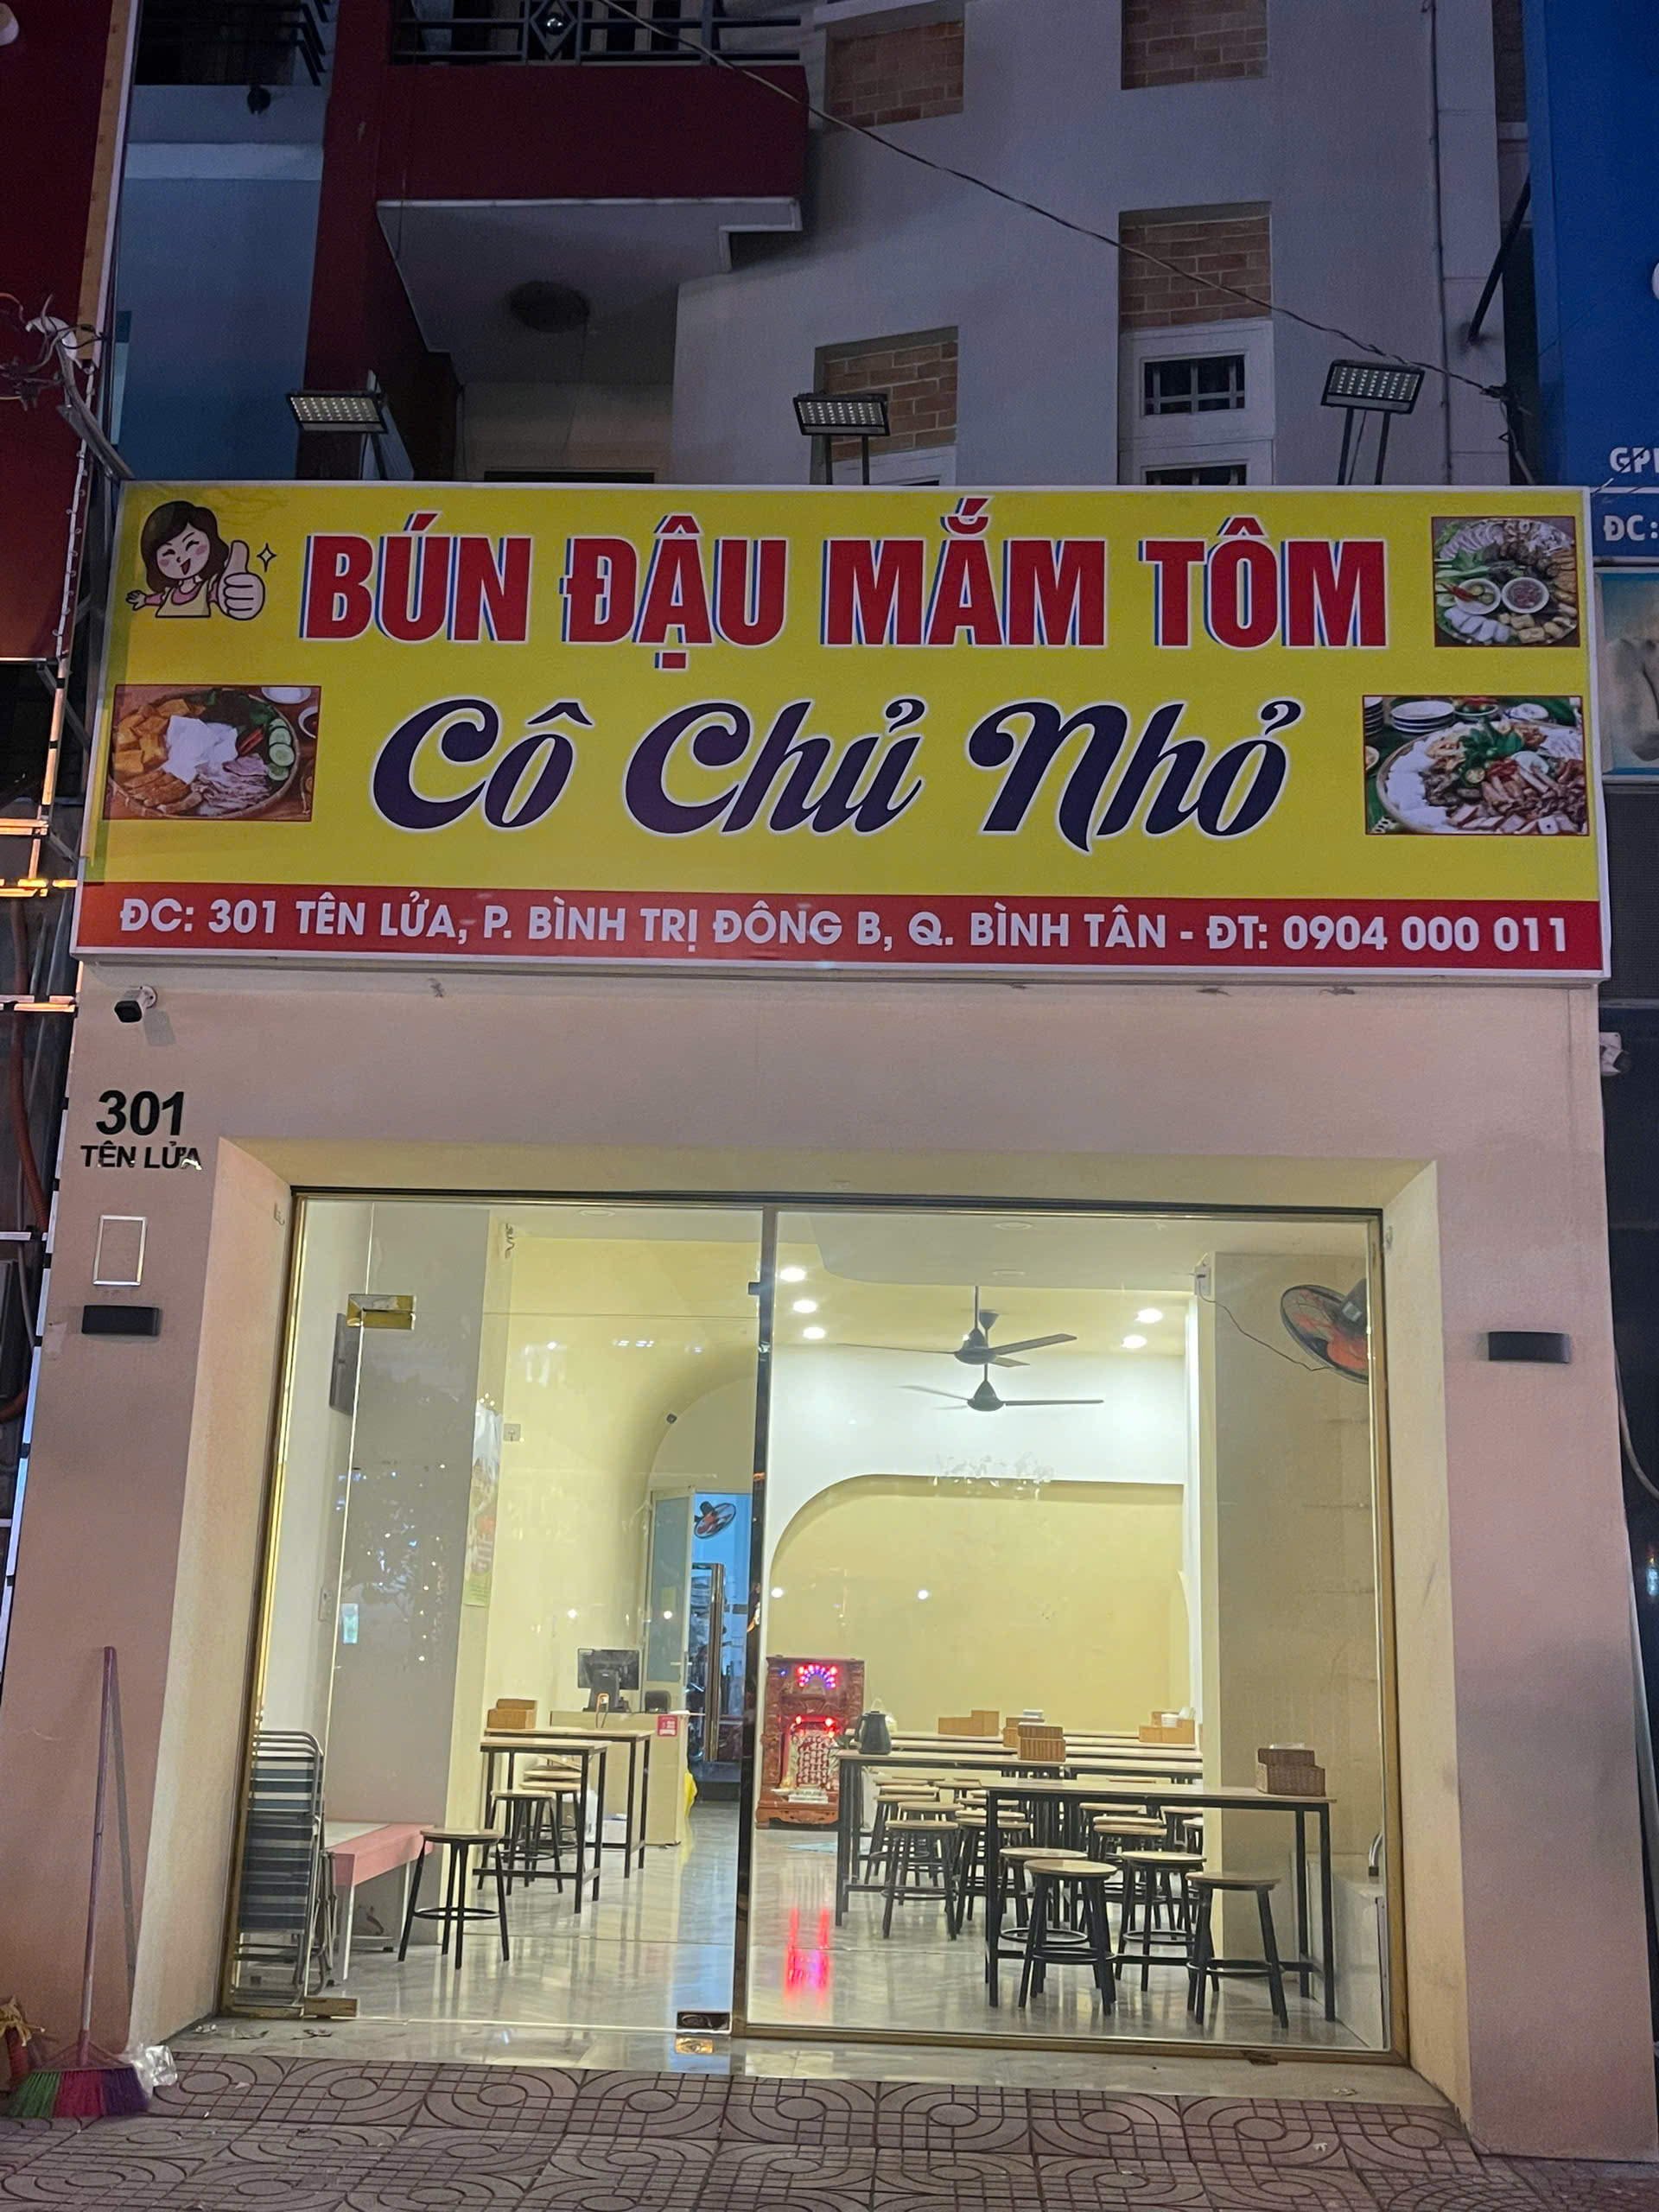 BÚN ĐẬU MẮM TÔM
Cô Chủ Nhỏ
ĐC: 301 TÊN LỬA, P. BÌNH TRỊ ĐÔNG B, Q. BÌNH TÂN - ĐT: 0904 000 011
ĐC:
301
TÊN LỬA